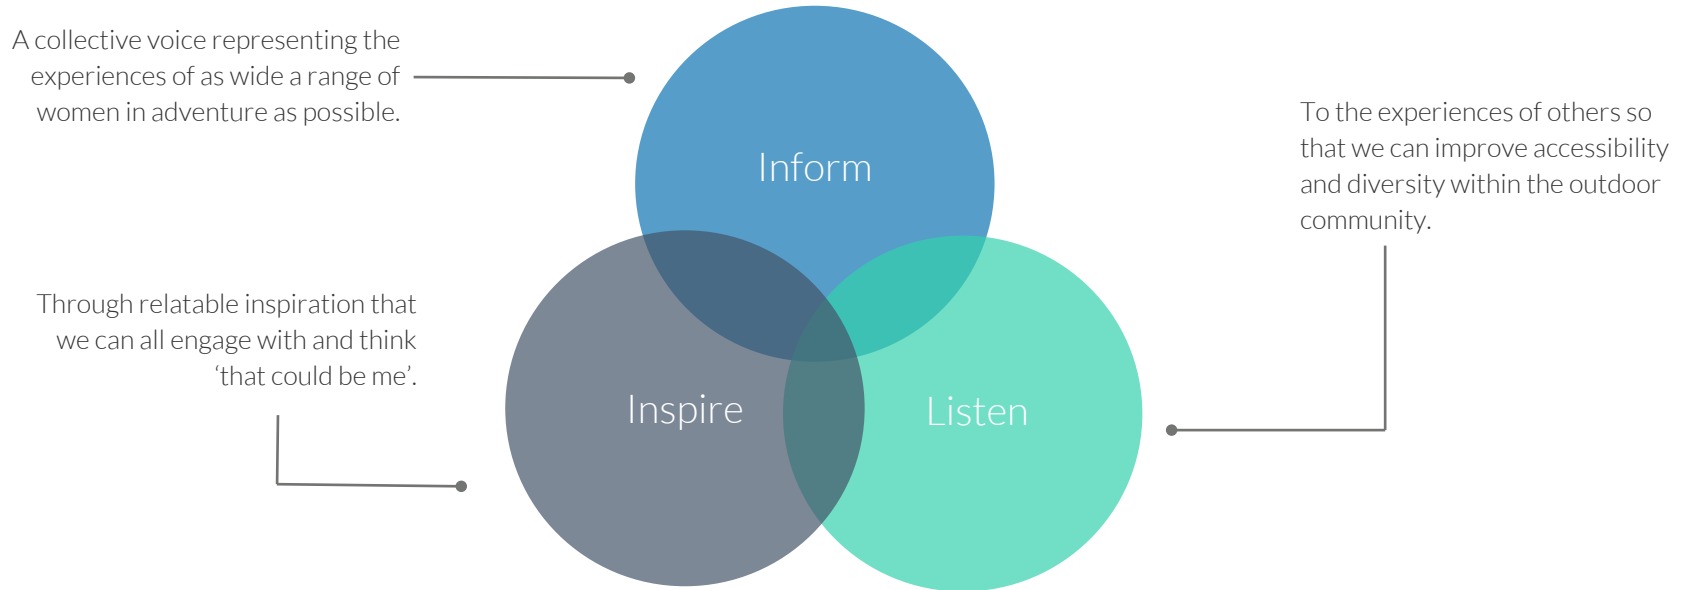 A collective voice representing the
experiences of as wide a range of
women in adventure as possible.
Inform
To the experiences of others so
that we can improve accessibility
and diversity within the outdoor
community.
Through relatable inspiration that
we can all engage with and think
‘that could be me’.
Inspire
Listen